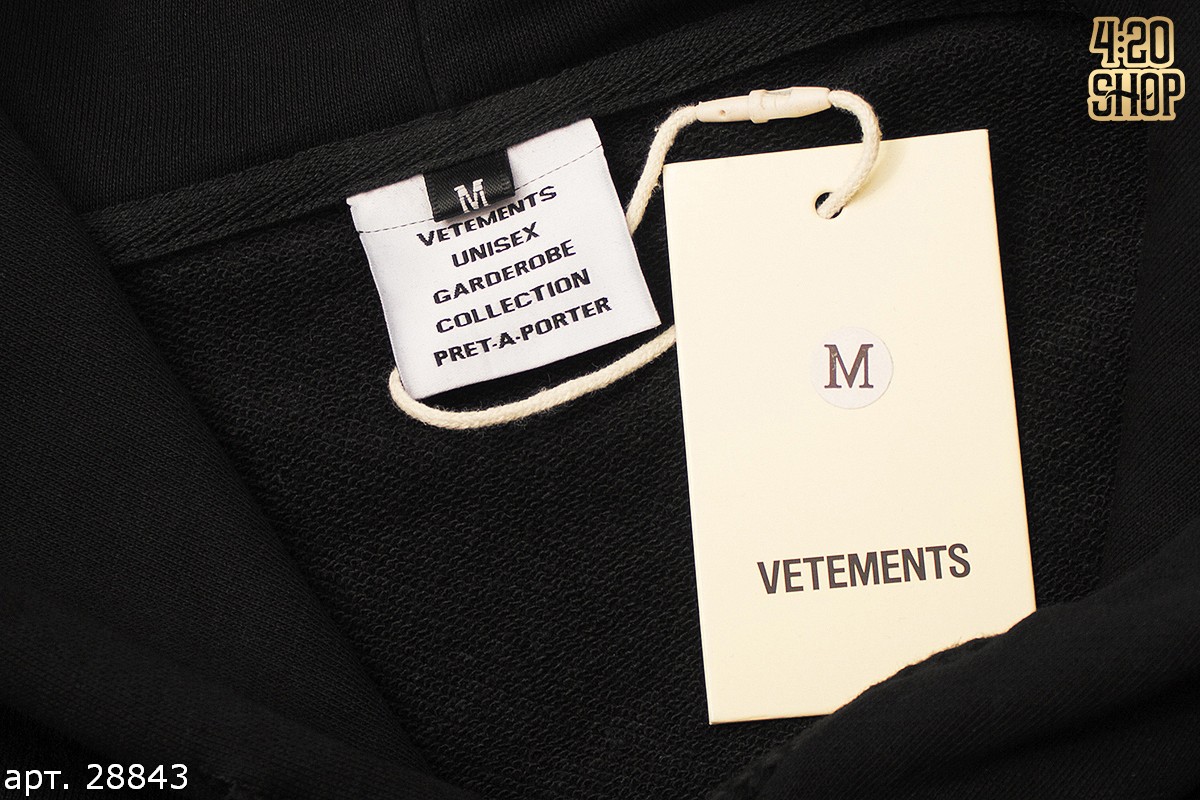 4:20
SHOP
M
VETEMENTS
UNISEX
GARDEROBE
COLLECTION
PRET-A-PORTER
M
VETEMENTS
арт. 28843